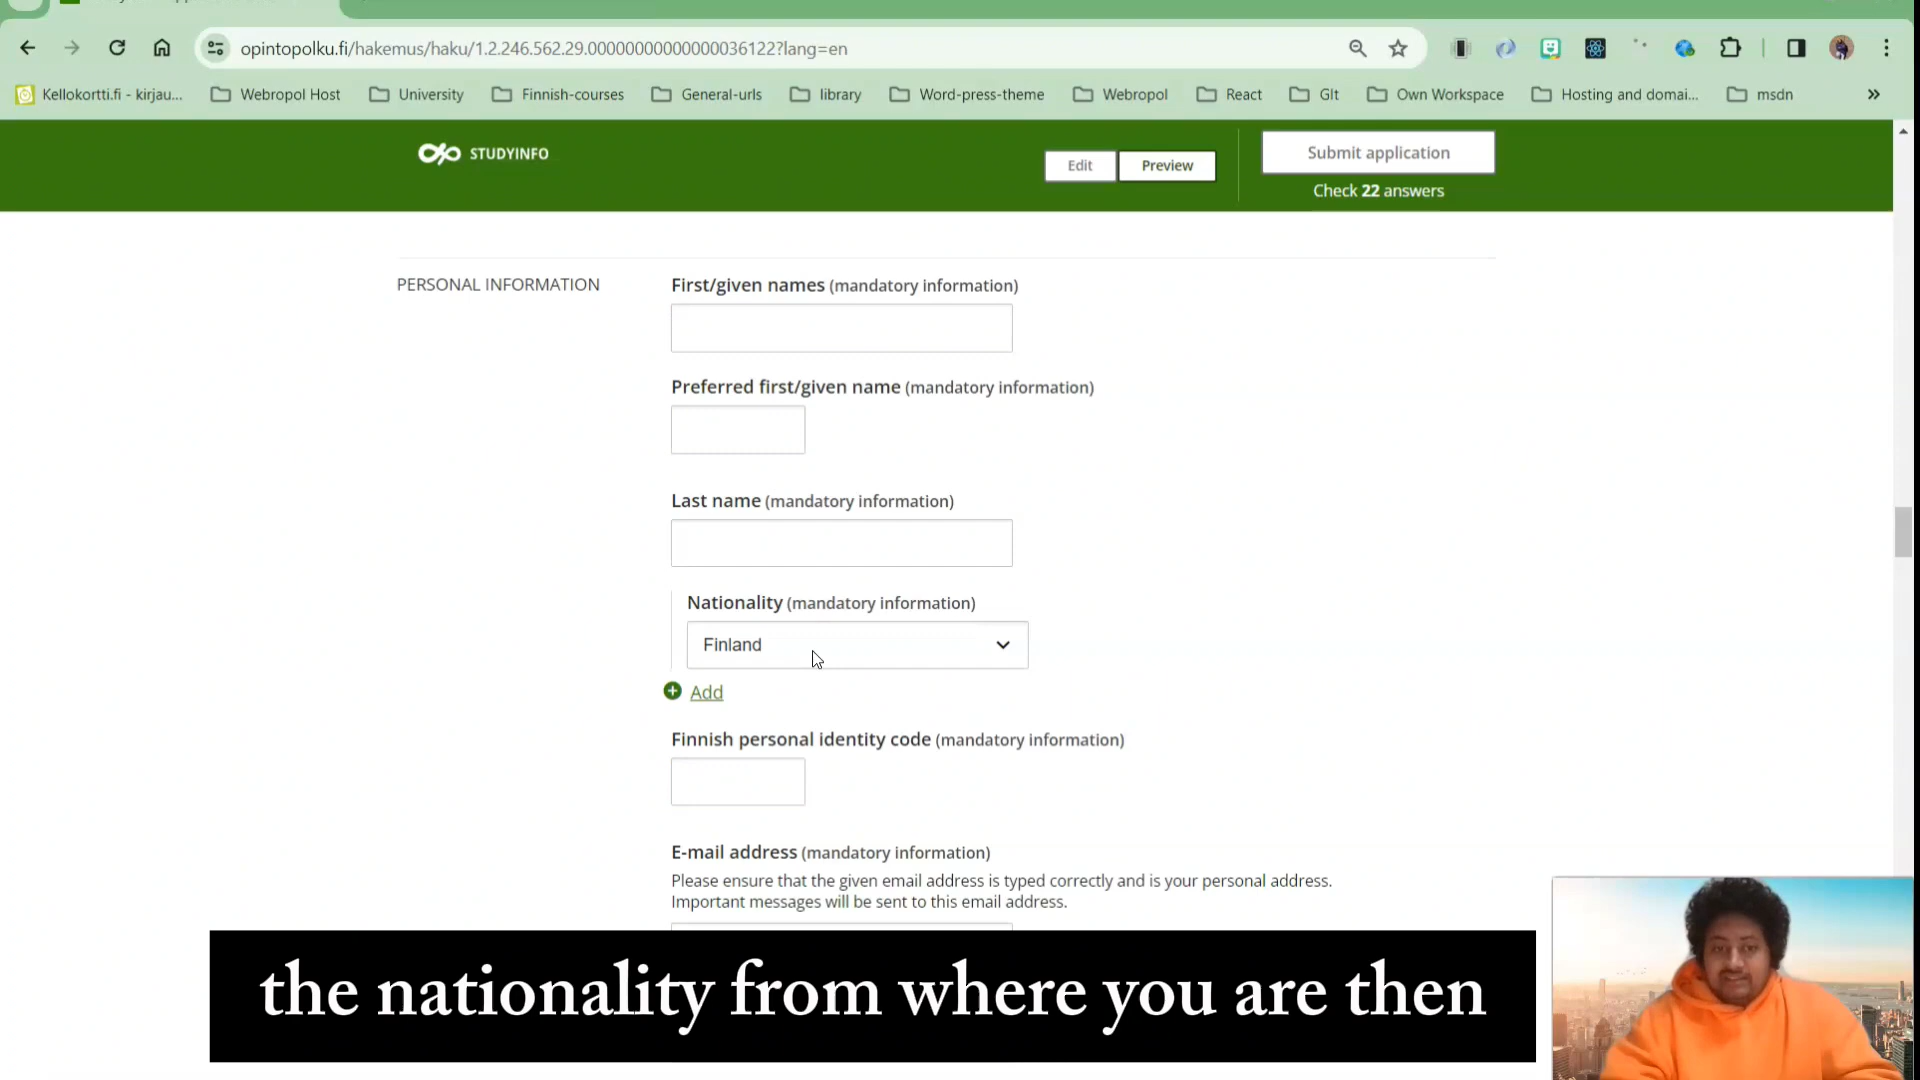 opintopolku.fi/hakemus/haku/1.2.246.562.29.00000000000000036122?lang=en
Kellokortti.fi - kirjau...
Webropol Host
University
Finnish-courses
General-urls
library
Word-press-theme
Webropol
React
GIt
Own Workspace
Hosting and domai...
msdn
»
STUDYINFO
Edit
Preview
Submit application
Check 22 answers
PERSONAL INFORMATION
First/given names (mandatory information)
Preferred first/given name (mandatory information)
Last name (mandatory information)
Nationality (mandatory information)
Finland
Add
Finnish personal identity code (mandatory information)
E-mail address (mandatory information)
Please ensure that the given email address is typed correctly and is your personal address.
Important messages will be sent to this email address.
the nationality from where you are then